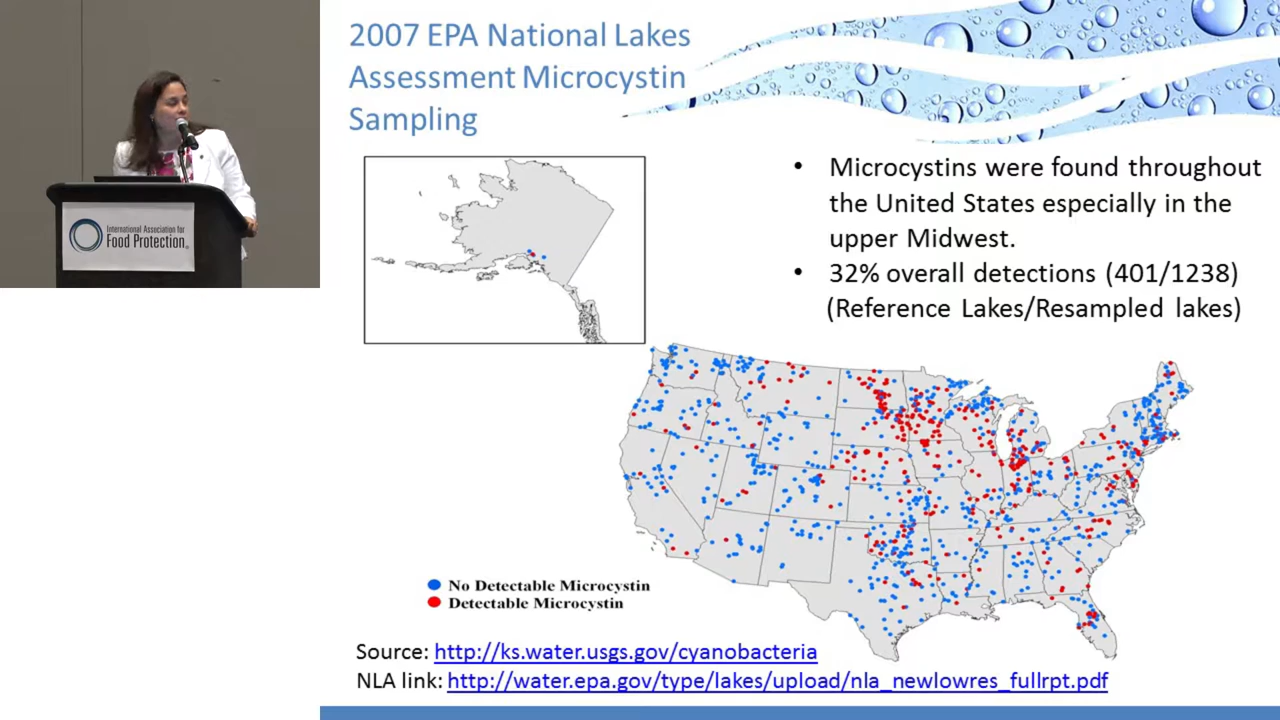 2007 EPA National Lakes
Assessment Microcystin
Sampling
International Association for
Food Protection®
• Microcystins were found throughout
the United States especially in the
upper Midwest.
• 32% overall detections (401/1238)
(Reference Lakes/Resampled lakes)
No Detectable Microcystin
Detectable Microcystin
Source: http://ks.water.usgs.gov/cyanobacteria
NLA link: http://water.epa.gov/type/lakes/upload/nla_newlowres_fullrpt.pdf